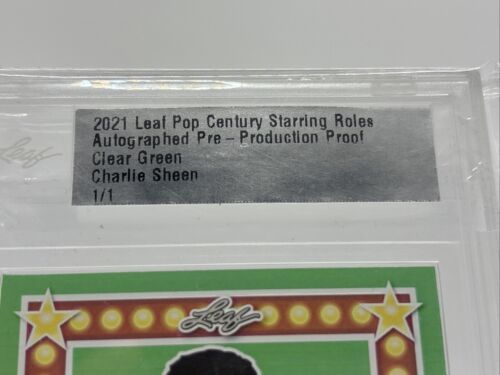 2021 Leaf Pop Century Starring Roles
Autographed Pre - Production Proof
Clear Green
Charlie Sheen
1/1
Leaf
Leaf